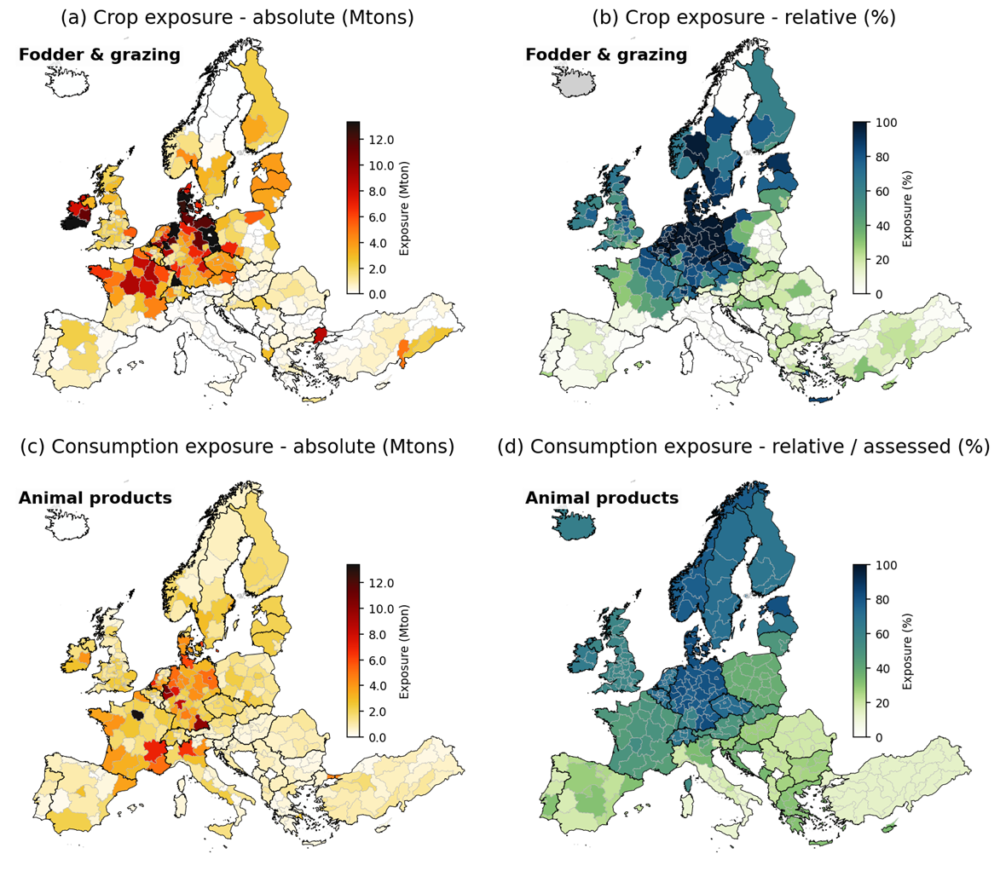 (a) Crop exposure - absolute (Mtons)
Fodder & grazing
12.0
10.0
8.0
6.0
4.0
2.0
0.0
Exposure (Mton)
(b) Crop exposure - relative (%)
Fodder & grazing
100
80
60
40
20
0
Exposure (%)
(c) Consumption exposure - absolute (Mtons)
Animal products
12.0
10.0
8.0
6.0
4.0
2.0
0.0
Exposure (Mton)
(d) Consumption exposure - relative / assessed (%)
Animal products
100
80
60
40
20
0
Exposure (%)